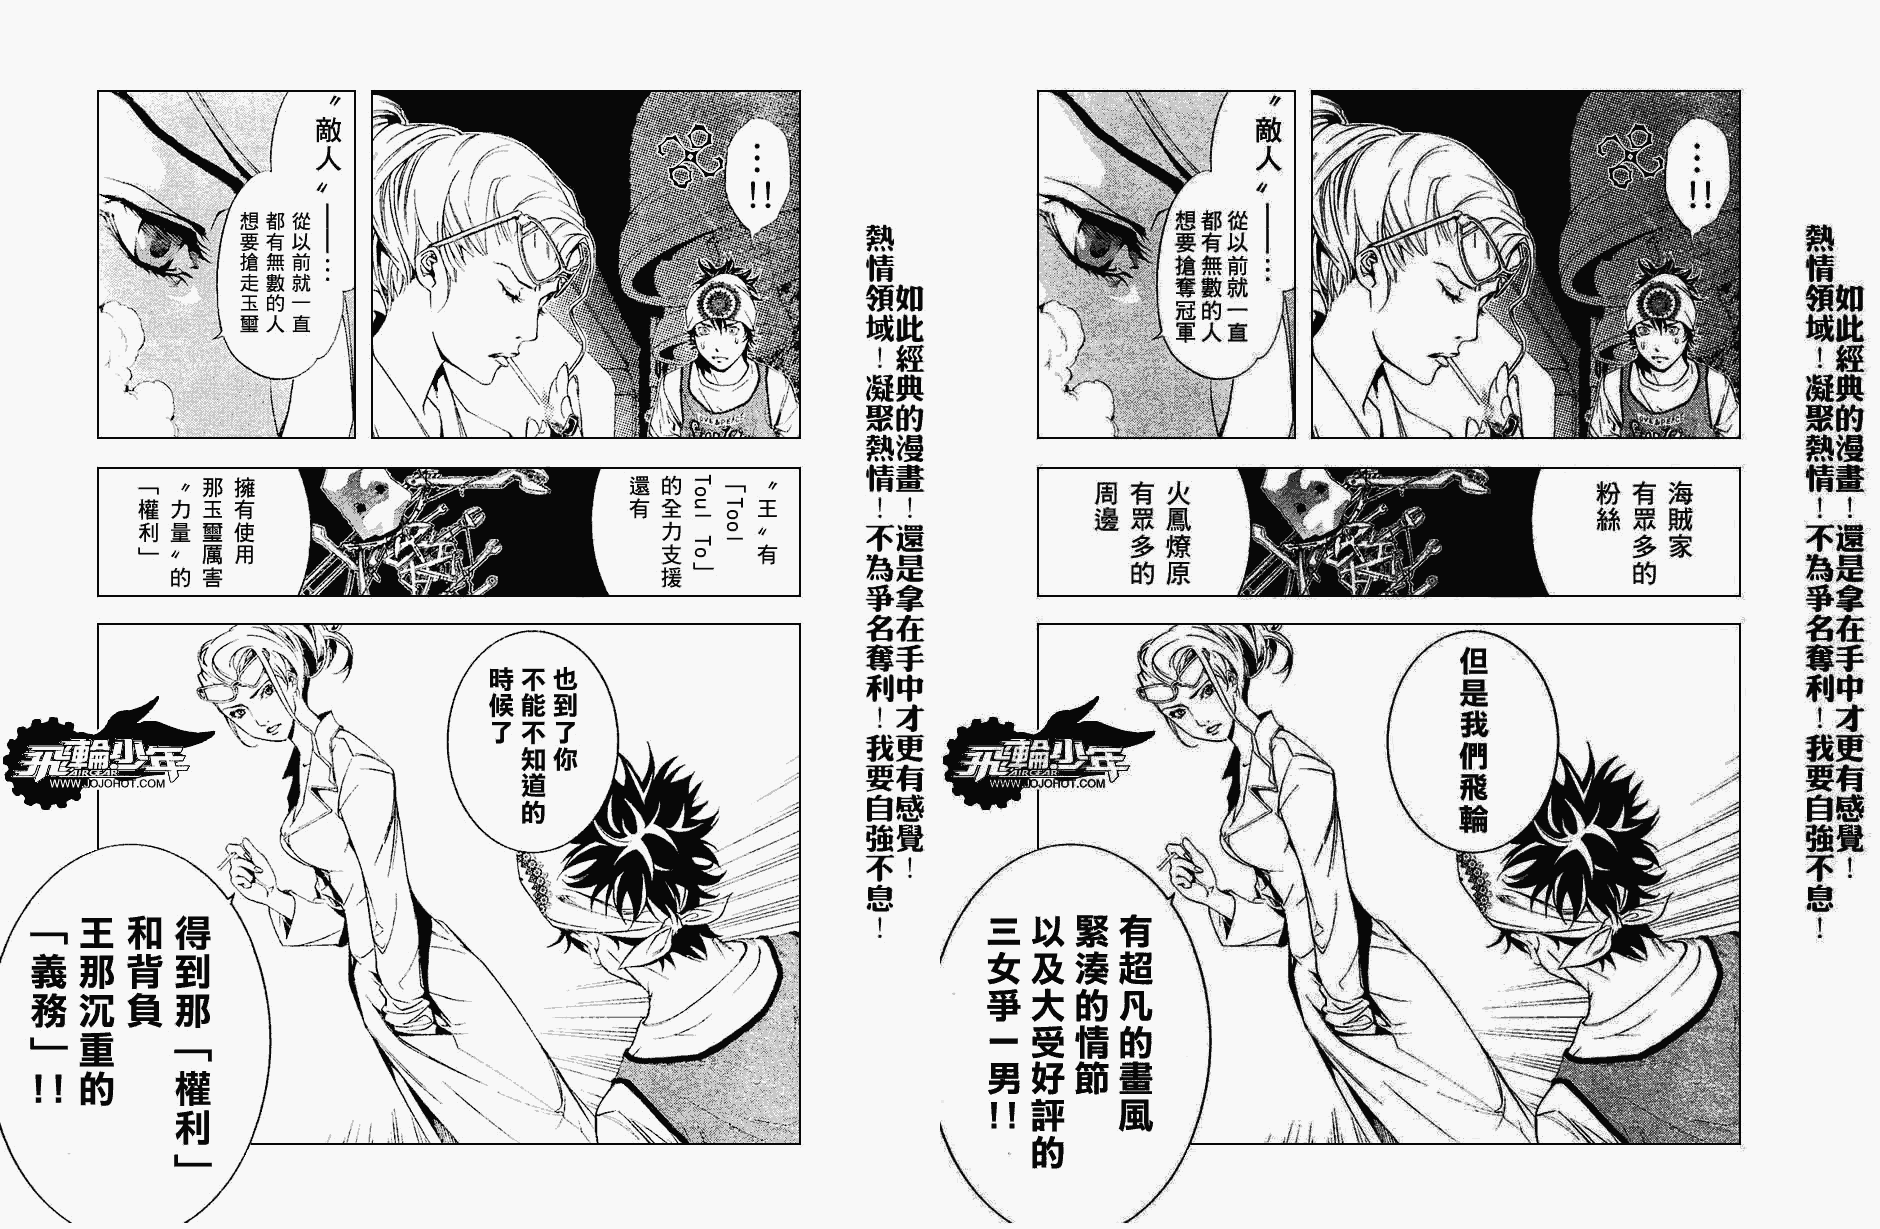 …!!
〝敵人〞——…
從以前就一直
都有無數的人
想要搶奪冠軍
海賊家
有眾多的
粉絲
火鳳燎原
有眾多的
周邊
但是我們飛輪
有超凡的畫風
緊湊的情節
以及大受好評的
三女爭一男!!
如此經典的漫畫！還是拿在手中才更有感覺！
熱情領域！凝聚熱情！不為爭名奪利！我要自強不息！
飛輪少年
AIRGEAR
WWW.JOJOHOT.COM
…!!
〝敵人〞——…
從以前就一直
都有無數的人
想要搶走玉璽
〝王〞有
「Tool
Toul To」
的全力支援
還有
擁有使用
那玉璽厲害
〝力量〞的
「權利」
也到了你
不能不知道的
時候了
得到那「權利」
和背負
王那沉重的
「義務」!!
如此經典的漫畫！還是拿在手中才更有感覺！
熱情領域！凝聚熱情！不為爭名奪利！我要自強不息！
飛輪少年
AIRGEAR
WWW.JOJOHOT.COM